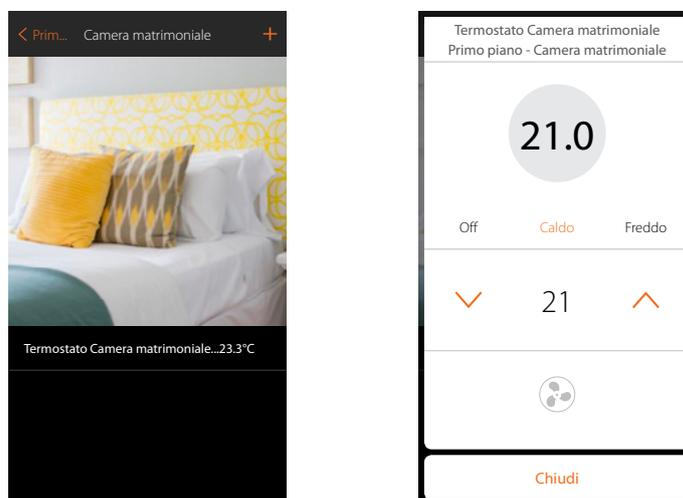 Prim... Camera matrimoniale +
Termostato Camera matrimoniale...23.3°C
Termostato Camera matrimoniale
Primo piano - Camera matrimoniale
21.0
Off Caldo Freddo
21
Chiudi